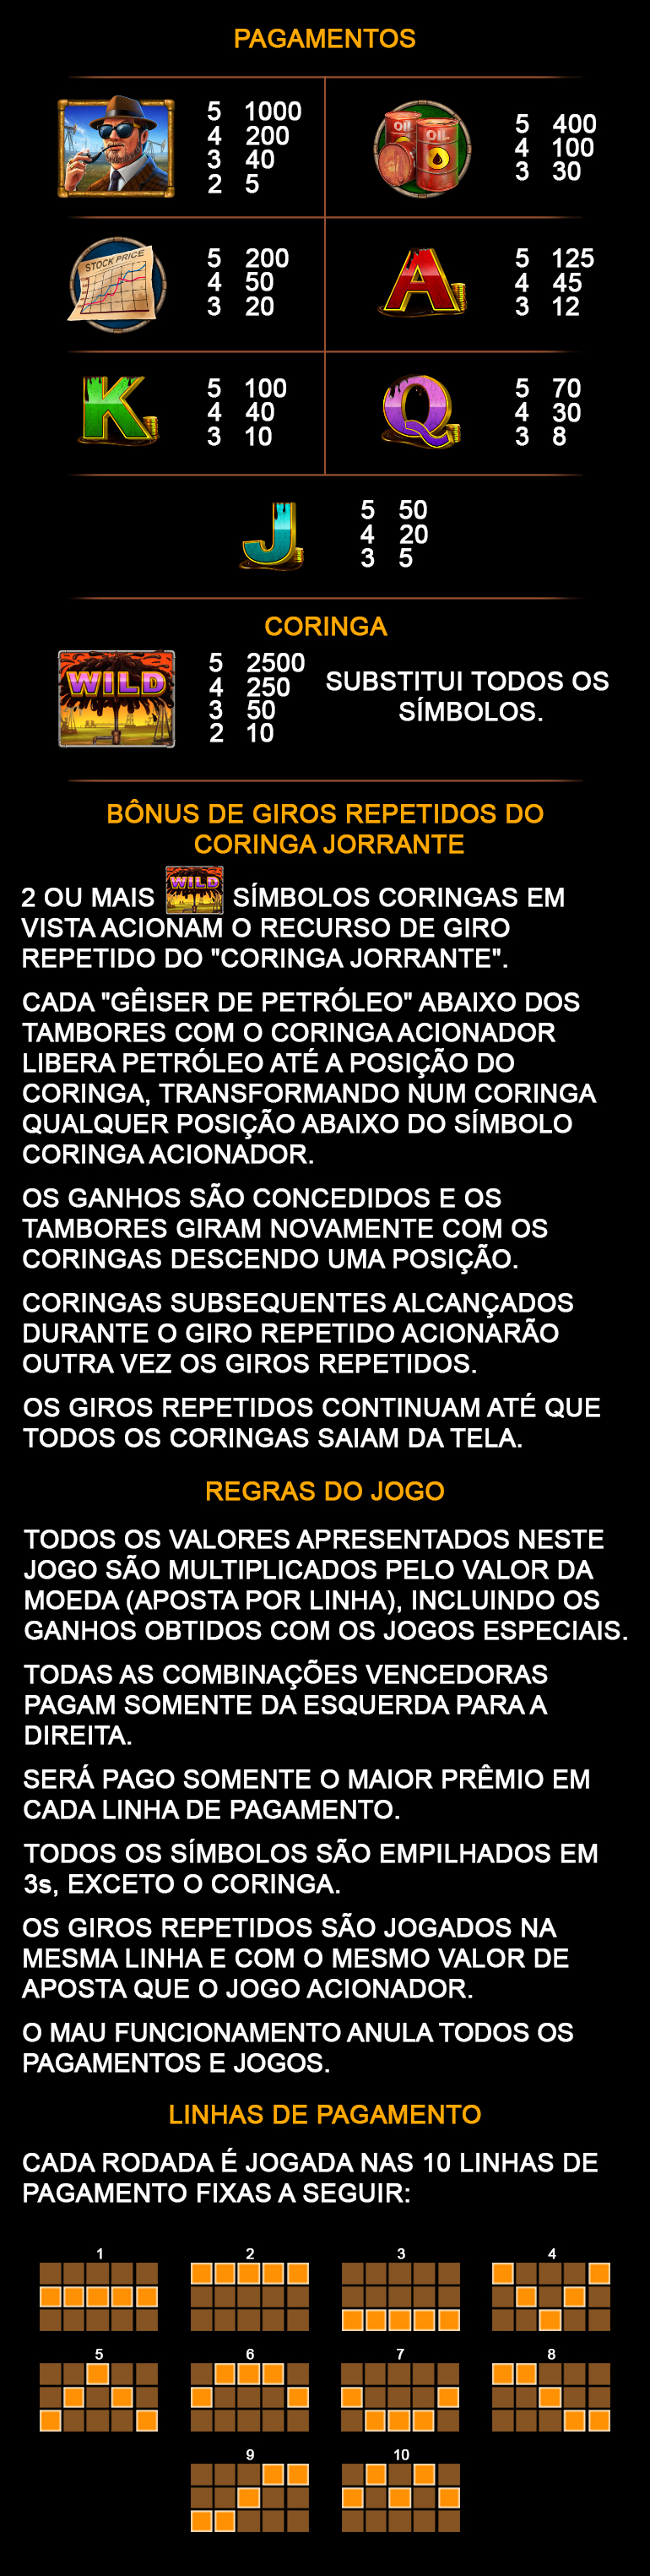 PAGAMENTOS
5 1000
4 200
3 40
2 5
OIL
OIL
5 400
4 100
3 30
STOCK PRICE
5 200
4 50
3 20
A
5 125
4 45
3 12
K
5 100
4 40
3 10
Q
5 70
4 30
3 8
J
5 50
4 20
3 5
CORINGA
WILD
5 2500
4 250
3 50
2 10
SUBSTITUI TODOS OS
SÍMBOLOS.
BÔNUS DE GIROS REPETIDOS DO
CORINGA JORRANTE
2 OU MAIS WILD SÍMBOLOS CORINGAS EM
VISTA ACIONAM O RECURSO DE GIRO
REPETIDO DO "CORINGA JORRANTE".
CADA "GÊISER DE PETRÓLEO" ABAIXO DOS
TAMBORES COM O CORINGA ACIONADOR
LIBERA PETRÓLEO ATÉ A POSIÇÃO DO
CORINGA, TRANSFORMANDO NUM CORINGA
QUALQUER POSIÇÃO ABAIXO DO SÍMBOLO
CORINGA ACIONADOR.
OS GANHOS SÃO CONCEDIDOS E OS
TAMBORES GIRAM NOVAMENTE COM OS
CORINGAS DESCENDO UMA POSIÇÃO.
CORINGAS SUBSEQUENTES ALCANÇADOS
DURANTE O GIRO REPETIDO ACIONARÃO
OUTRA VEZ OS GIROS REPETIDOS.
OS GIROS REPETIDOS CONTINUAM ATÉ QUE
TODOS OS CORINGAS SAIAM DA TELA.
REGRAS DO JOGO
TODOS OS VALORES APRESENTADOS NESTE
JOGO SÃO MULTIPLICADOS PELO VALOR DA
MOEDA (APOSTA POR LINHA), INCLUINDO OS
GANHOS OBTIDOS COM OS JOGOS ESPECIAIS.
TODAS AS COMBINAÇÕES VENCEDORAS
PAGAM SOMENTE DA ESQUERDA PARA A
DIREITA.
SERÁ PAGO SOMENTE O MAIOR PRÊMIO EM
CADA LINHA DE PAGAMENTO.
TODOS OS SÍMBOLOS SÃO EMPILHADOS EM
3s, EXCETO O CORINGA.
OS GIROS REPETIDOS SÃO JOGADOS NA
MESMA LINHA E COM O MESMO VALOR DE
APOSTA QUE O JOGO ACIONADOR.
O MAU FUNCIONAMENTO ANULA TODOS OS
PAGAMENTOS E JOGOS.
LINHAS DE PAGAMENTO
CADA RODADA É JOGADA NAS 10 LINHAS DE
PAGAMENTO FIXAS A SEGUIR:
1 2 3 4
5 6 7 8
9 10